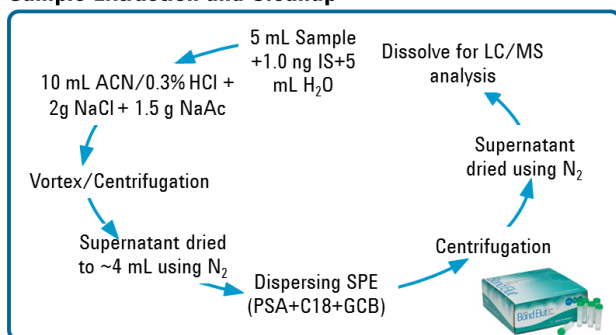 Sample Extraction and Cleanup
5 mL Sample
+1.0 ng IS+5
mL H₂O
10 mL ACN/0.3% HCl +
2g NaCl + 1.5 g NaAc
Vortex/Centrifugation
Supernatant dried
to ~4 mL using N₂
Dispersing SPE
(PSA+C18+GCB)
Centrifugation
Supernatant
dried using N₂
Dissolve for LC/MS
analysis
Bond Elut